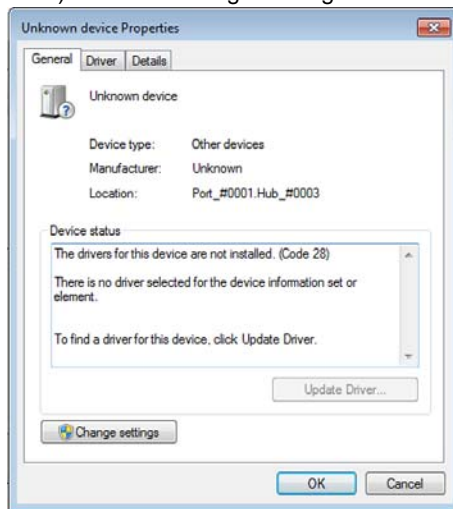 Unknown device Properties
General Driver Details
Unknown device
Device type: Other devices
Manufacturer: Unknown
Location: Port_#0001.Hub_#0003
Device status
The drivers for this device are not installed. (Code 28)
There is no driver selected for the device information set or
element.
To find a driver for this device, click Update Driver.
Update Driver...
Change settings
OK Cancel